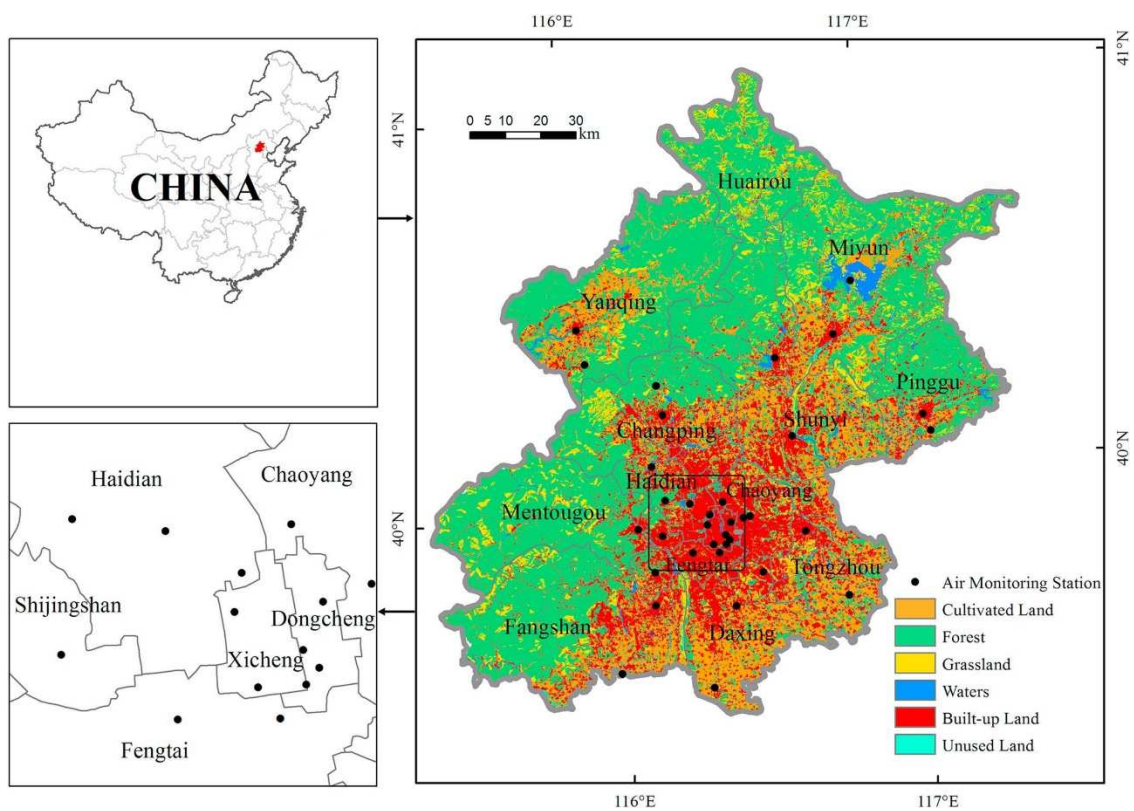 CHINA
Haidian
Chaoyang
Shijingshan
Dongcheng
Xicheng
Fengtai
116°E
117°E
41°N
41°N
0 5 10 20 30
km
Huairou
Miyun
Yanqing
Pinggu
Shunyi
Changping
40°N
Haidian
Chaoyang
Mentougou
40°N
Fengtai
Tongzhou
Fangshan
Daxing
Air Monitoring Station
Cultivated Land
Forest
Grassland
Waters
Built-up Land
Unused Land
116°E
117°E